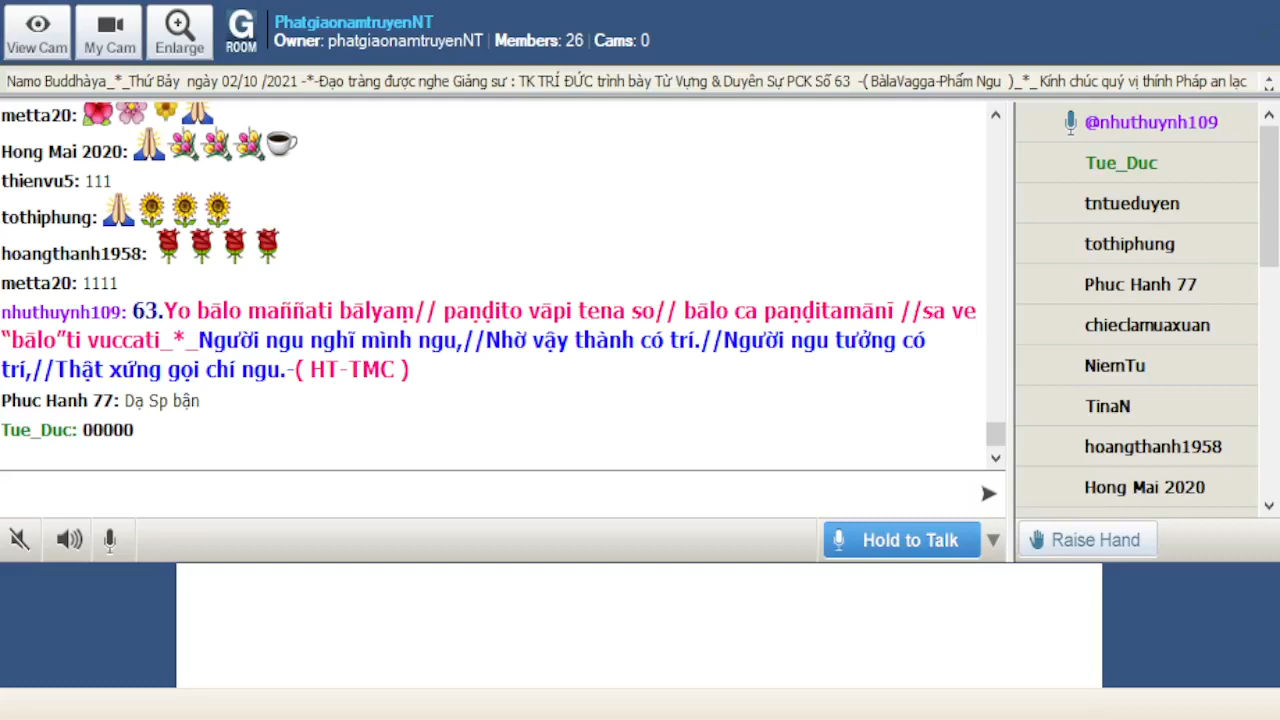 View Cam
My Cam
Enlarge
G
ROOM
PhatgiaonamtruyenNT
Owner: phatgiaonamtruyenNT | Members: 26 | Cams: 0
Namo Buddhàya_*_Thứ Bảy ngày 02/10 /2021 -*-Đạo tràng được nghe Giảng sư : TK TRÍ ĐỨC trình bày Từ Vựng & Duyên Sự PCK Số 63 -( BàlaVagga-Phẩm Ngu )_*_Kính chúc quý vị thính Pháp an lạc
metta20:
Hong Mai 2020:
thienvu5: 111
tothiphung:
hoangthanh1958:
metta20: 1111
nhuthuynh109: 63.Yo bālo maññati bālyaṃ// paṇḍito vāpi tena so// bālo ca paṇḍitamānī //sa ve
“bālo”ti vuccati_*_Người ngu nghĩ mình ngu,//Nhờ vậy thành có trí.//Người ngu tưởng có
trí,//Thật xứng gọi chí ngu.-( HT-TMC )
Phuc Hanh 77: Dạ Sp bận
Tue_Duc: 00000
Hold to Talk
@nhuthuynh109
Tue_Duc
tntueduyen
tothiphung
Phuc Hanh 77
chieclamuaxuan
NiemTu
TinaN
hoangthanh1958
Hong Mai 2020
Raise Hand